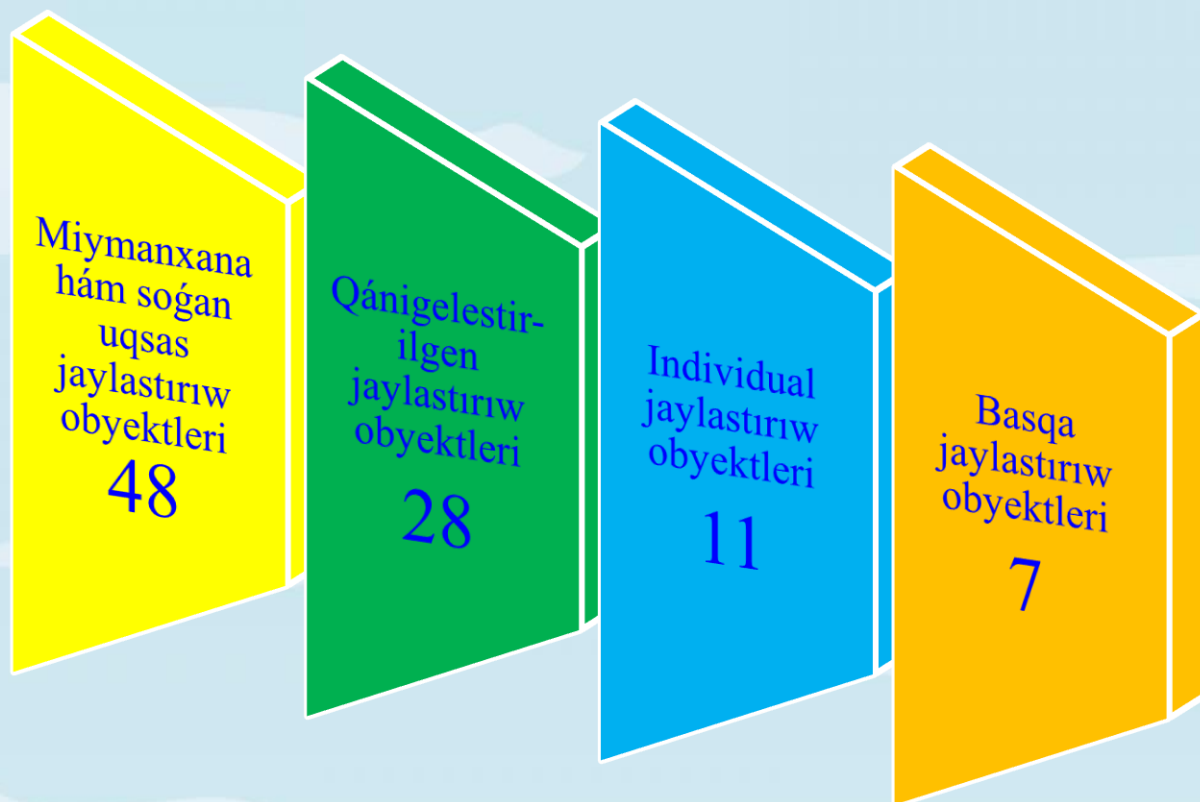 Miymanxana
hám soǵan
uqsas
jaylastırıw
obyektleri
48
Qánigelestir-
ilgen
jaylastırıw
obyektleri
28
Individual
jaylastırıw
obyektleri
11
Basqa
jaylastırıw
obyektleri
7